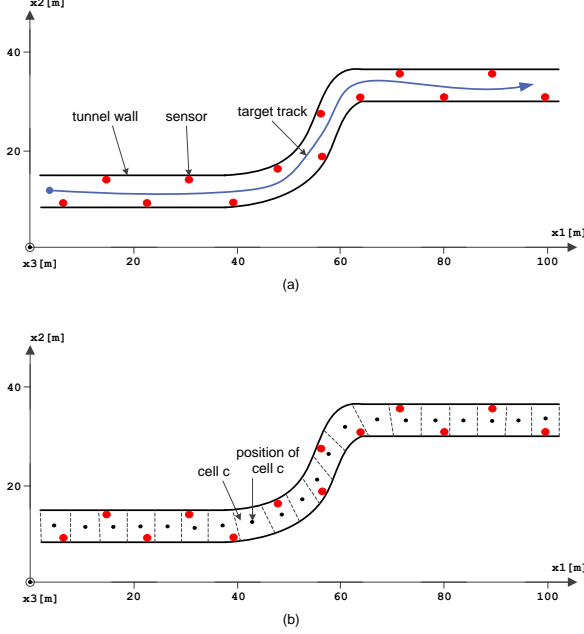 x2[m]
40
tunnel wall
sensor
target track
20
x1[m]
x3[m]
20
40
60
80
100
(a)
x2[m]
40
position of
cell c
cell c
20
x1[m]
x3[m]
20
40
60
80
100
(b)